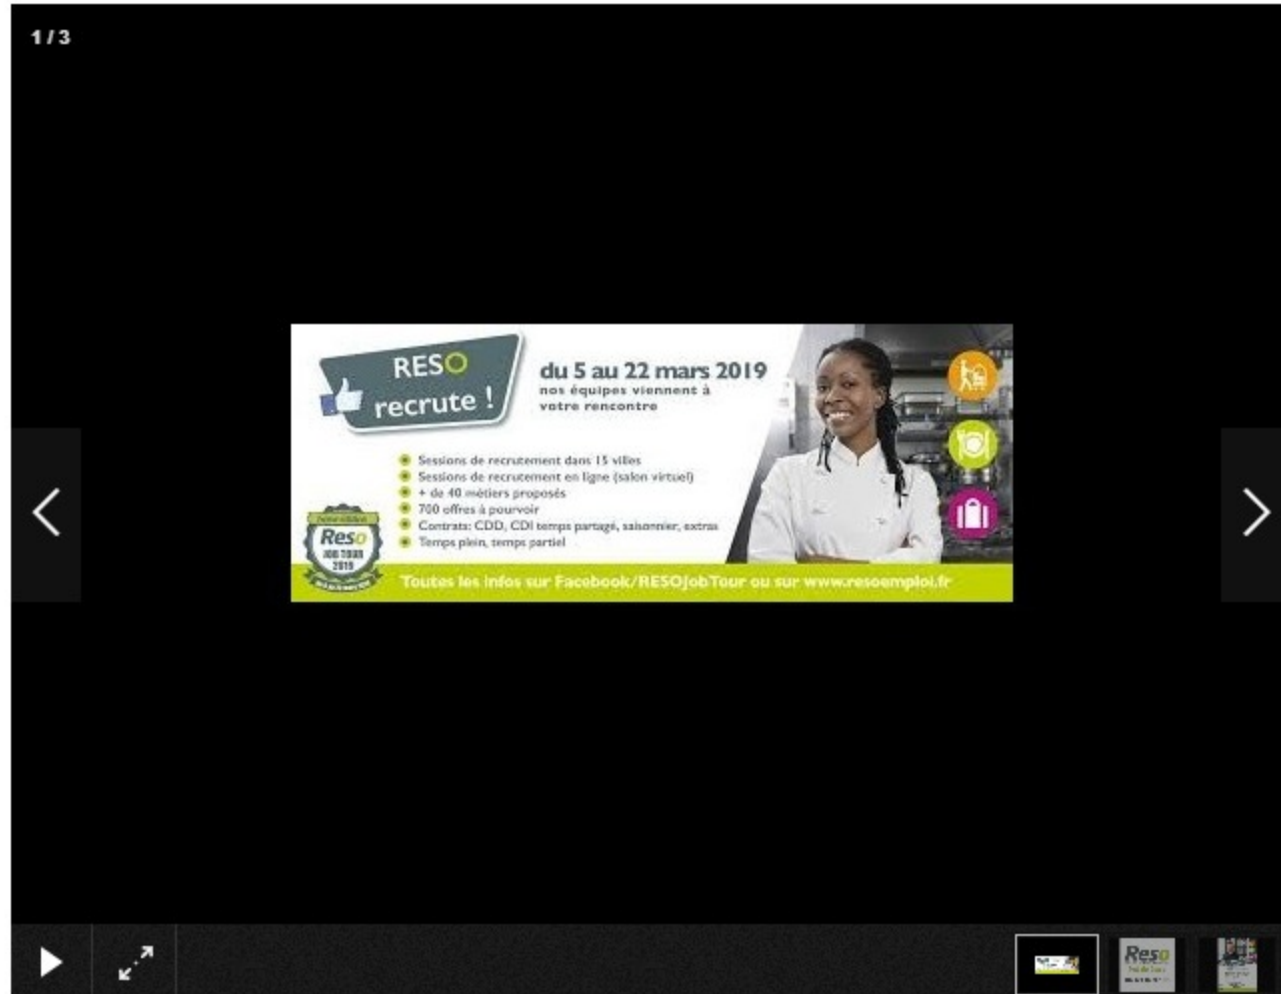 1 / 3
RESO
recrute !
du 5 au 22 mars 2019
nos équipes viennent à
votre rencontre
Sessions de recrutement dans 15 villes
Sessions de recrutement en ligne (salon virtuel)
+ de 40 métiers proposés
700 offres à pourvoir
Contrats: CDD, CDI temps partagé, saisonnier, extras
Temps plein, temps partiel
Reso
JOB TOUR
2019
Toutes les infos sur Facebook/RESOJobTour ou sur www.resoemploi.fr
Reso